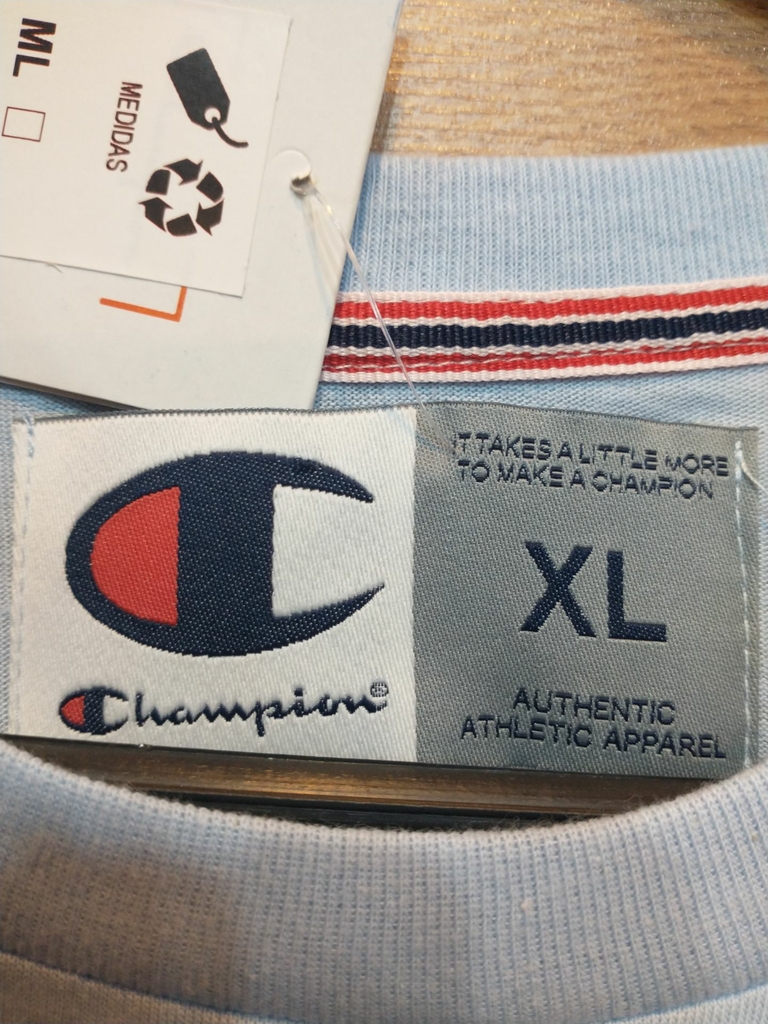 ML
MEDIDAS
IT TAKES A LITTLE MORE
TO MAKE A CHAMPION
XL
Champion®
AUTHENTIC
ATHLETIC APPAREL